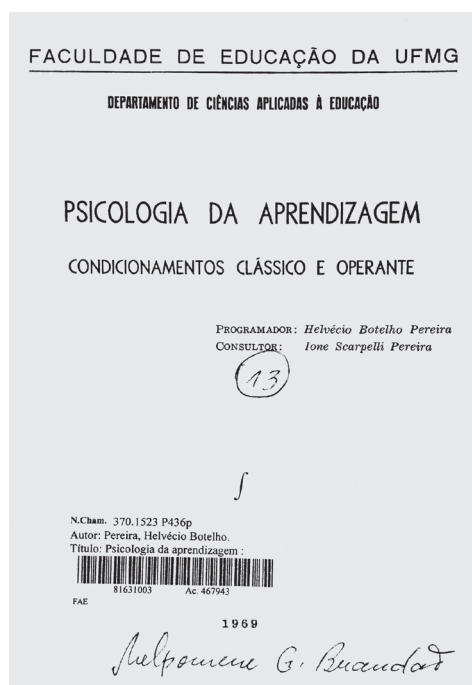 FACULDADE DE EDUCAÇÃO DA UFMG
DEPARTAMENTO DE CIÊNCIAS APLICADAS À EDUCAÇÃO
PSICOLOGIA DA APRENDIZAGEM
CONDICIONAMENTOS CLÁSSICO E OPERANTE
PROGRAMADOR: Helvécio Botelho Pereira
CONSULTOR: Ione Scarpelli Pereira
13
N.Cham. 370.1523 P436p
Autor: Pereira, Helvécio Botelho.
Título: Psicologia da aprendizagem :
81631003 Ac. 467943
FAE
1969
Melpomene G. Brandão